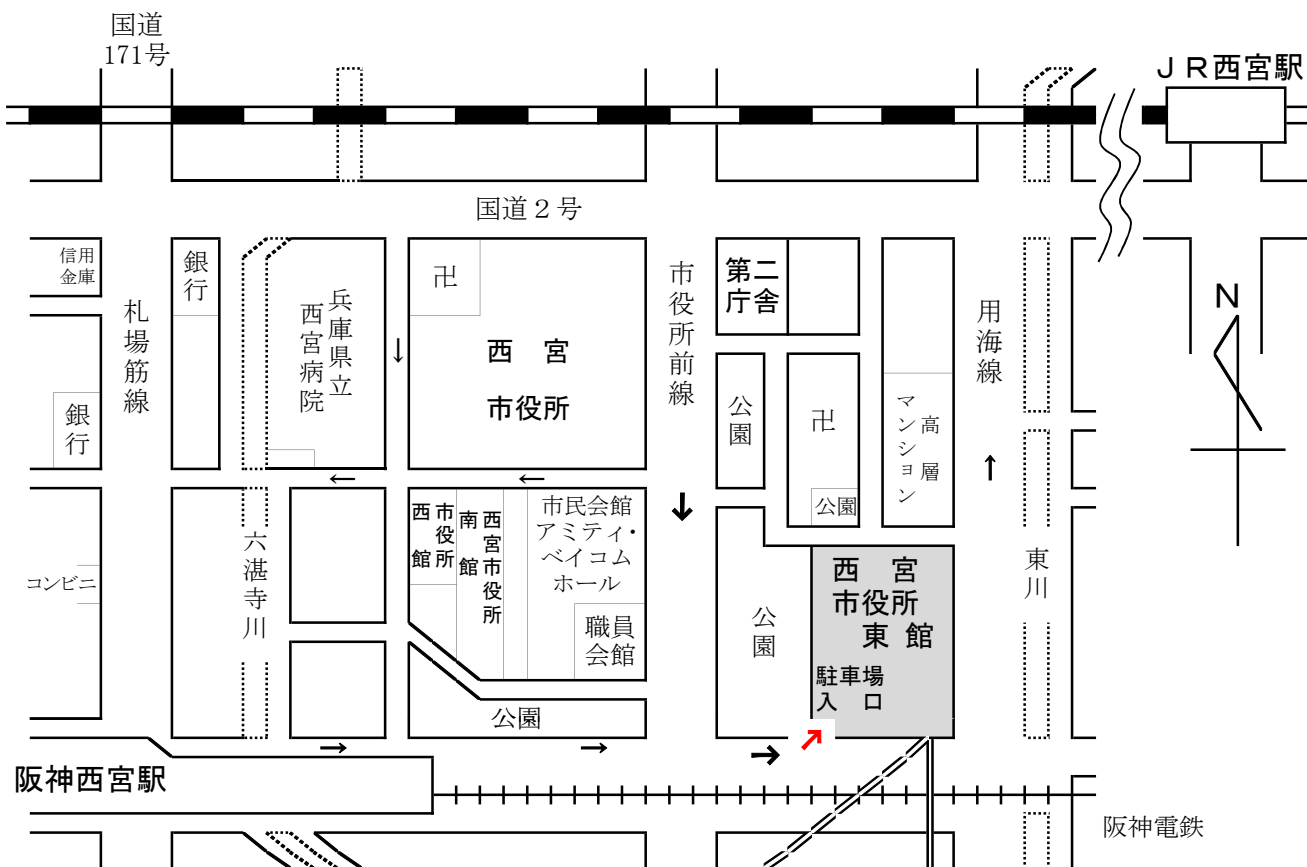 国道
171号
ＪＲ西宮駅
国道２号
信用
金庫
銀行
札場筋線
兵庫県立
西宮病院
卍
西　宮
市役所
市役所前線
第二
庁舎
用海線
N
銀行
公園
卍
高層
マンション
公園
市役所
西館
西宮市役所
南館
市民会館
アミティ・
ベイコム
ホール
職員
会館
六湛寺川
コンビニ
公園
西　宮
市役所
東　館
駐車場
入　口
東川
公園
阪神西宮駅
阪神電鉄